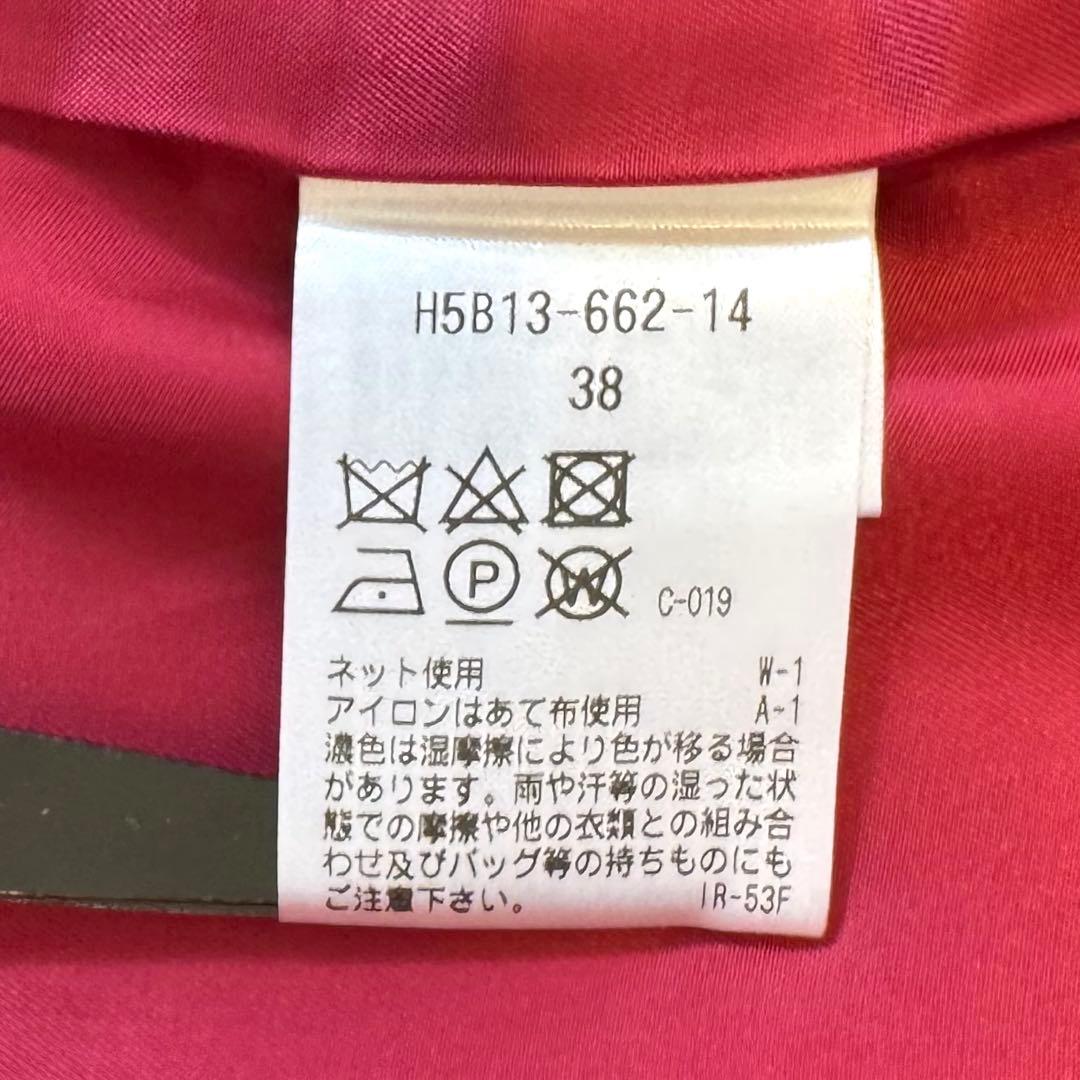 H5B13-662-14
38
P W C-019
ネット使用 W-1
アイロンはあて布使用 A-1
濃色は湿摩擦により色が移る場合
があります。雨や汗等の湿った状
態での摩擦や他の衣類との組み合
わせ及びバッグ等の持ちものにも
ご注意下さい。 IR-53F